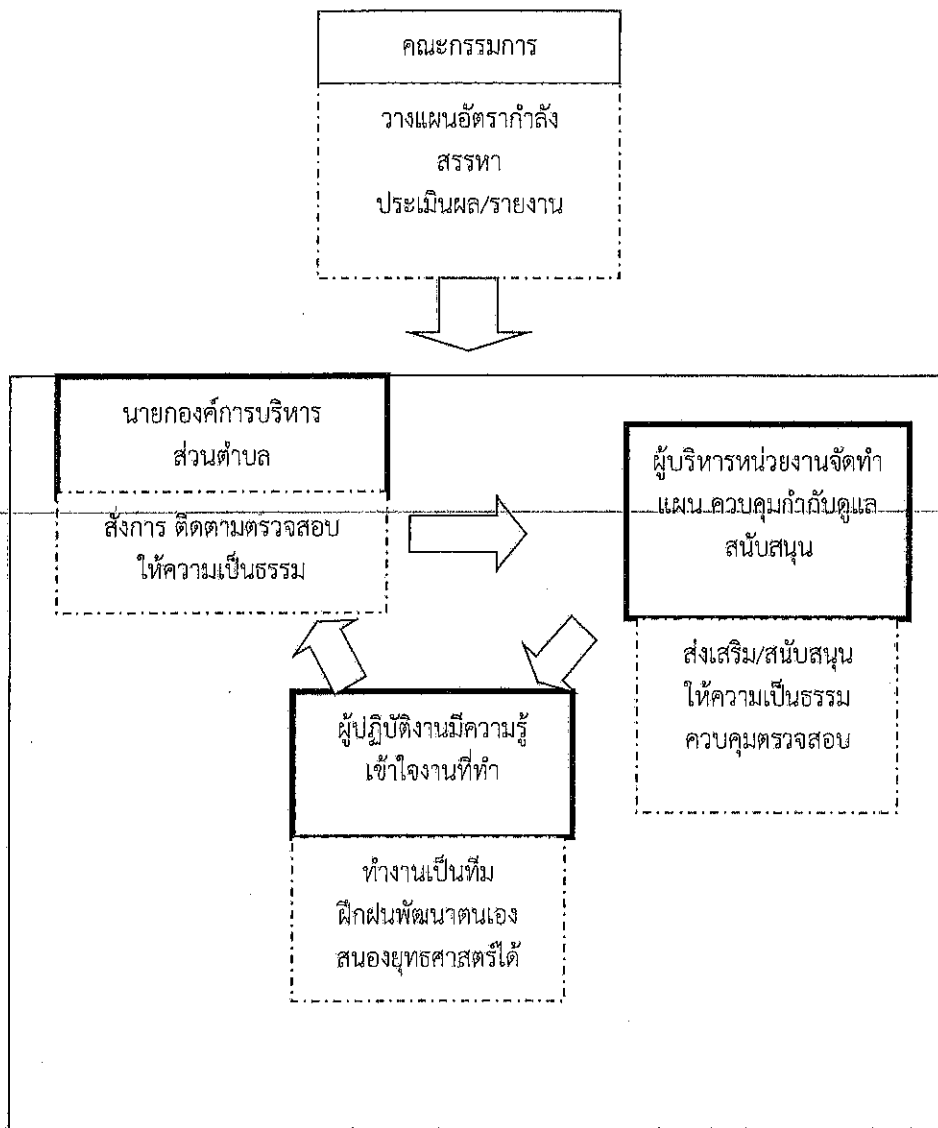 คณะกรรมการ
วางแผนอัตรากำลัง
สรรหา
ประเมินผล/รายงาน
นายกองค์การบริหาร
ส่วนตำบล
สั่งการ ติดตามตรวจสอบ
ให้ความเป็นธรรม
ผู้บริหารหน่วยงานจัดทำ
แผน ควบคุมกำกับดูแล
สนับสนุน
ส่งเสริม/สนับสนุน
ให้ความเป็นธรรม
ควบคุมตรวจสอบ
ผู้ปฏิบัติงานมีความรู้
เข้าใจงานที่ทำ
ทำงานเป็นทีม
ฝึกฝนพัฒนาตนเอง
สนองยุทธศาสตร์ได้